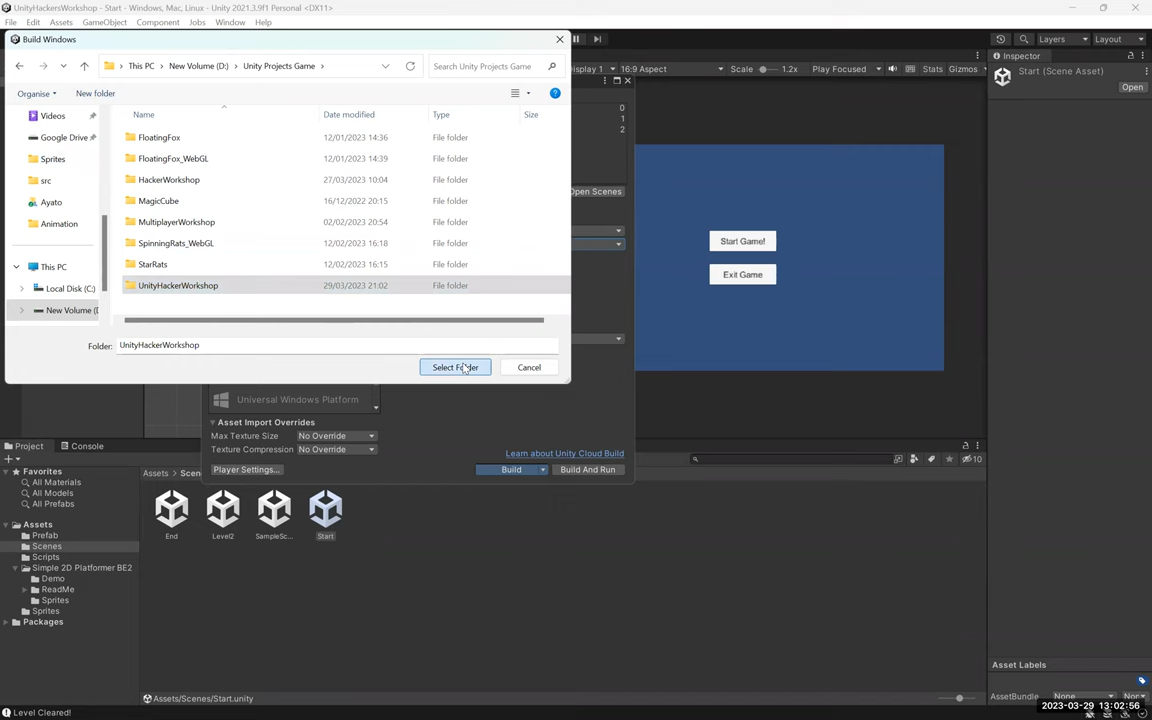 UnityHackersWorkshop - Start - Windows, Mac, Linux - Unity 2021.3.9f1 Personal <DX11>
File Edit Assets GameObject Component Jobs Window Help
Build Windows
This PC > New Volume (D:) > Unity Projects Game >
Search Unity Projects Game
Organise New folder
Name Date modified Type Size
Videos
Google Drive
Sprites
src
Ayato
Animation
This PC
Local Disk (C:)
New Volume (D
FloatingFox 12/01/2023 14:36 File folder
FloatingFox_WebGL 12/01/2023 14:39 File folder
HackerWorkshop 27/03/2023 10:04 File folder
MagicCube 16/12/2022 20:15 File folder
MultiplayerWorkshop 02/02/2023 20:54 File folder
SpinningRats_WebGL 12/02/2023 16:18 File folder
StarRats 12/02/2023 16:15 File folder
UnityHackerWorkshop 29/03/2023 21:02 File folder
Folder: UnityHackerWorkshop
Select Folder Cancel
Display 1 16:9 Aspect Scale 1.2x Play Focused Stats Gizmos
Layers Layout
0
1
2
Open Scenes
Start Game!
Exit Game
Inspector
Start (Scene Asset)
Open
Universal Windows Platform
Asset Import Overrides
Max Texture Size No Override
Texture Compression No Override
Learn about Unity Cloud Build
Player Settings... Build Build And Run
Project Console
10
Favorites
All Materials
All Models
All Prefabs
Assets
Prefab
Scenes
Scripts
Simple 2D Platformer BE2
Demo
ReadMe
Sprites
Sprites
Packages
Assets > Scen
End Level2 SampleSc... Start
Assets/Scenes/Start.unity
Asset Labels
AssetBundle None
2023-03-29 13:02:56
Level Cleared!